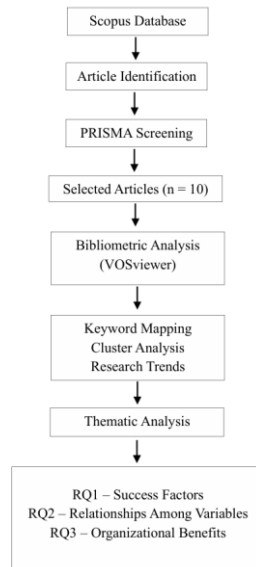 Scopus Database
Article Identification
PRISMA Screening
Selected Articles (n = 10)
Bibliometric Analysis
(VOSviewer)
Keyword Mapping
Cluster Analysis
Research Trends
Thematic Analysis
RQ1 – Success Factors
RQ2 – Relationships Among Variables
RQ3 – Organizational Benefits